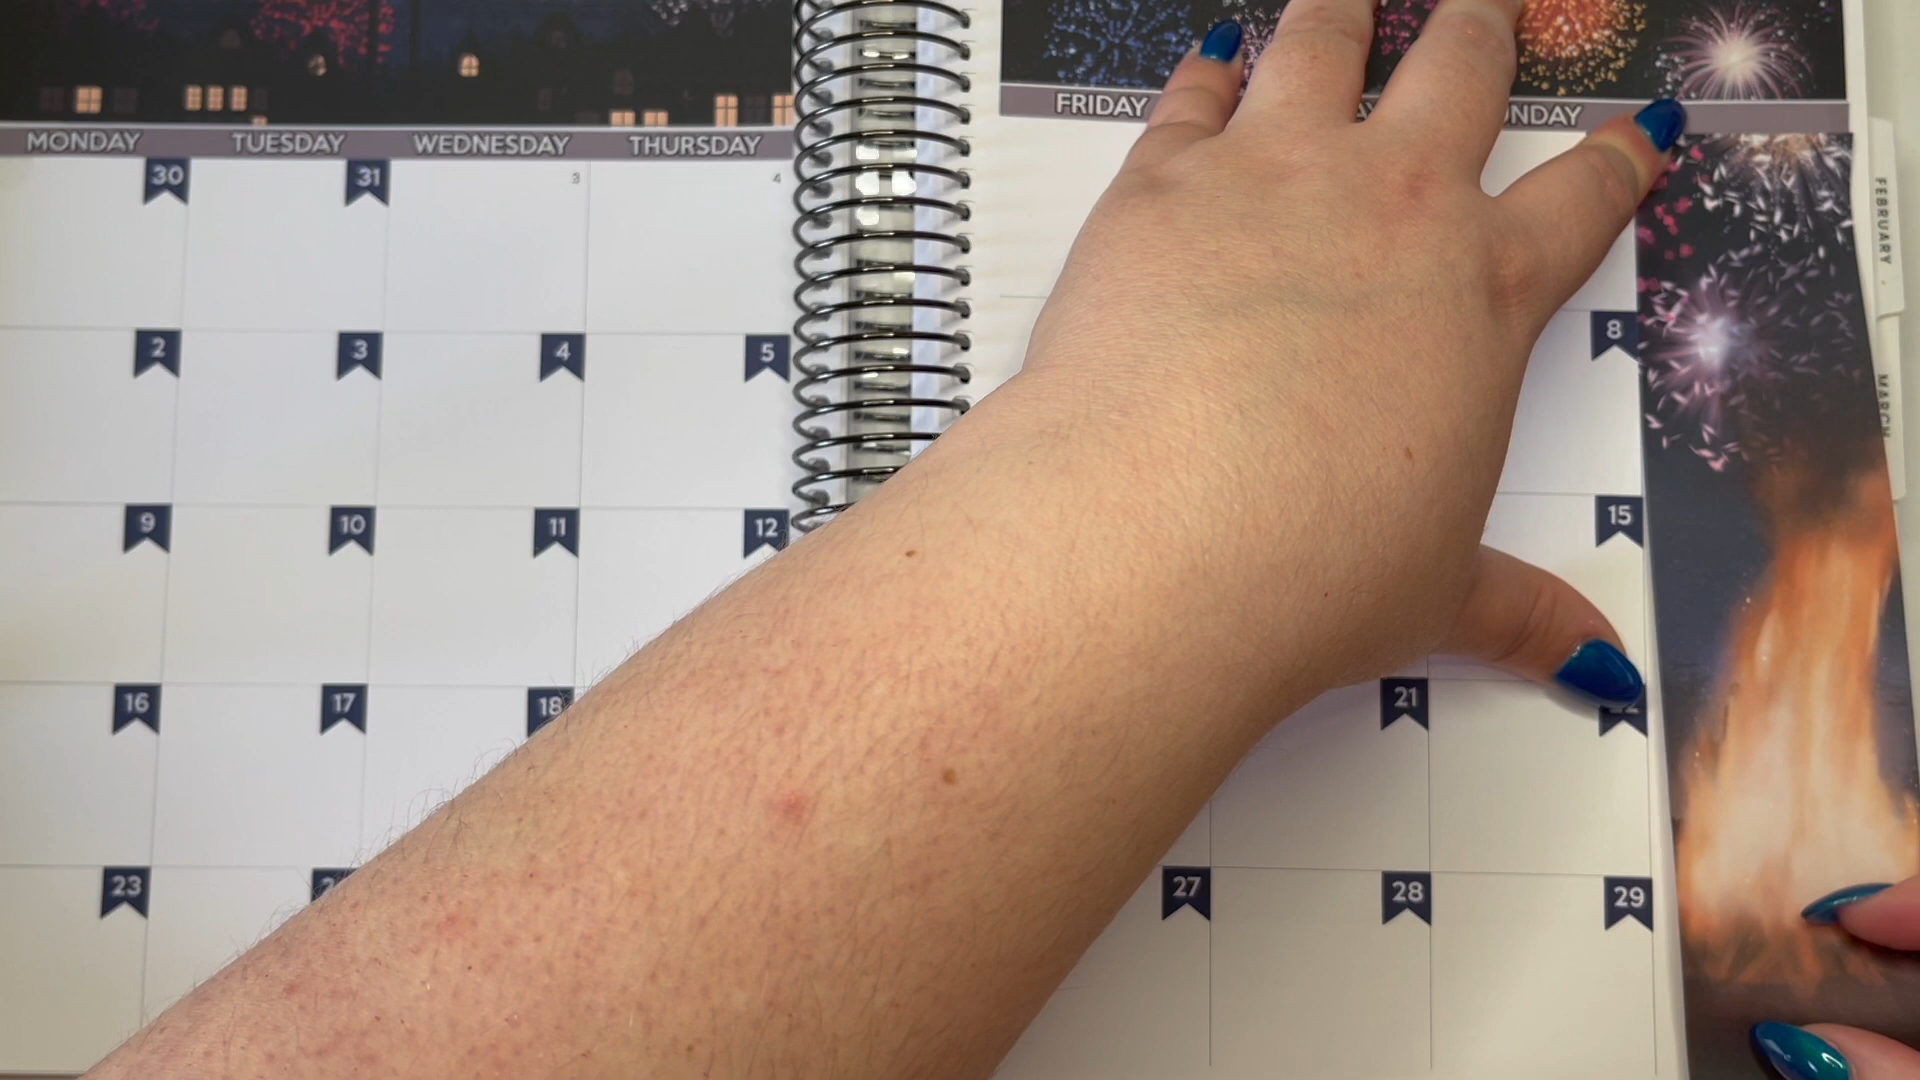 MONDAY TUESDAY WEDNESDAY THURSDAY FRIDAY NDAY
30 31 3 4
2 3 4 5 8
9 10 11 12 15
16 17 18 21
23 27 28 29
FEBRUARY
MARCH